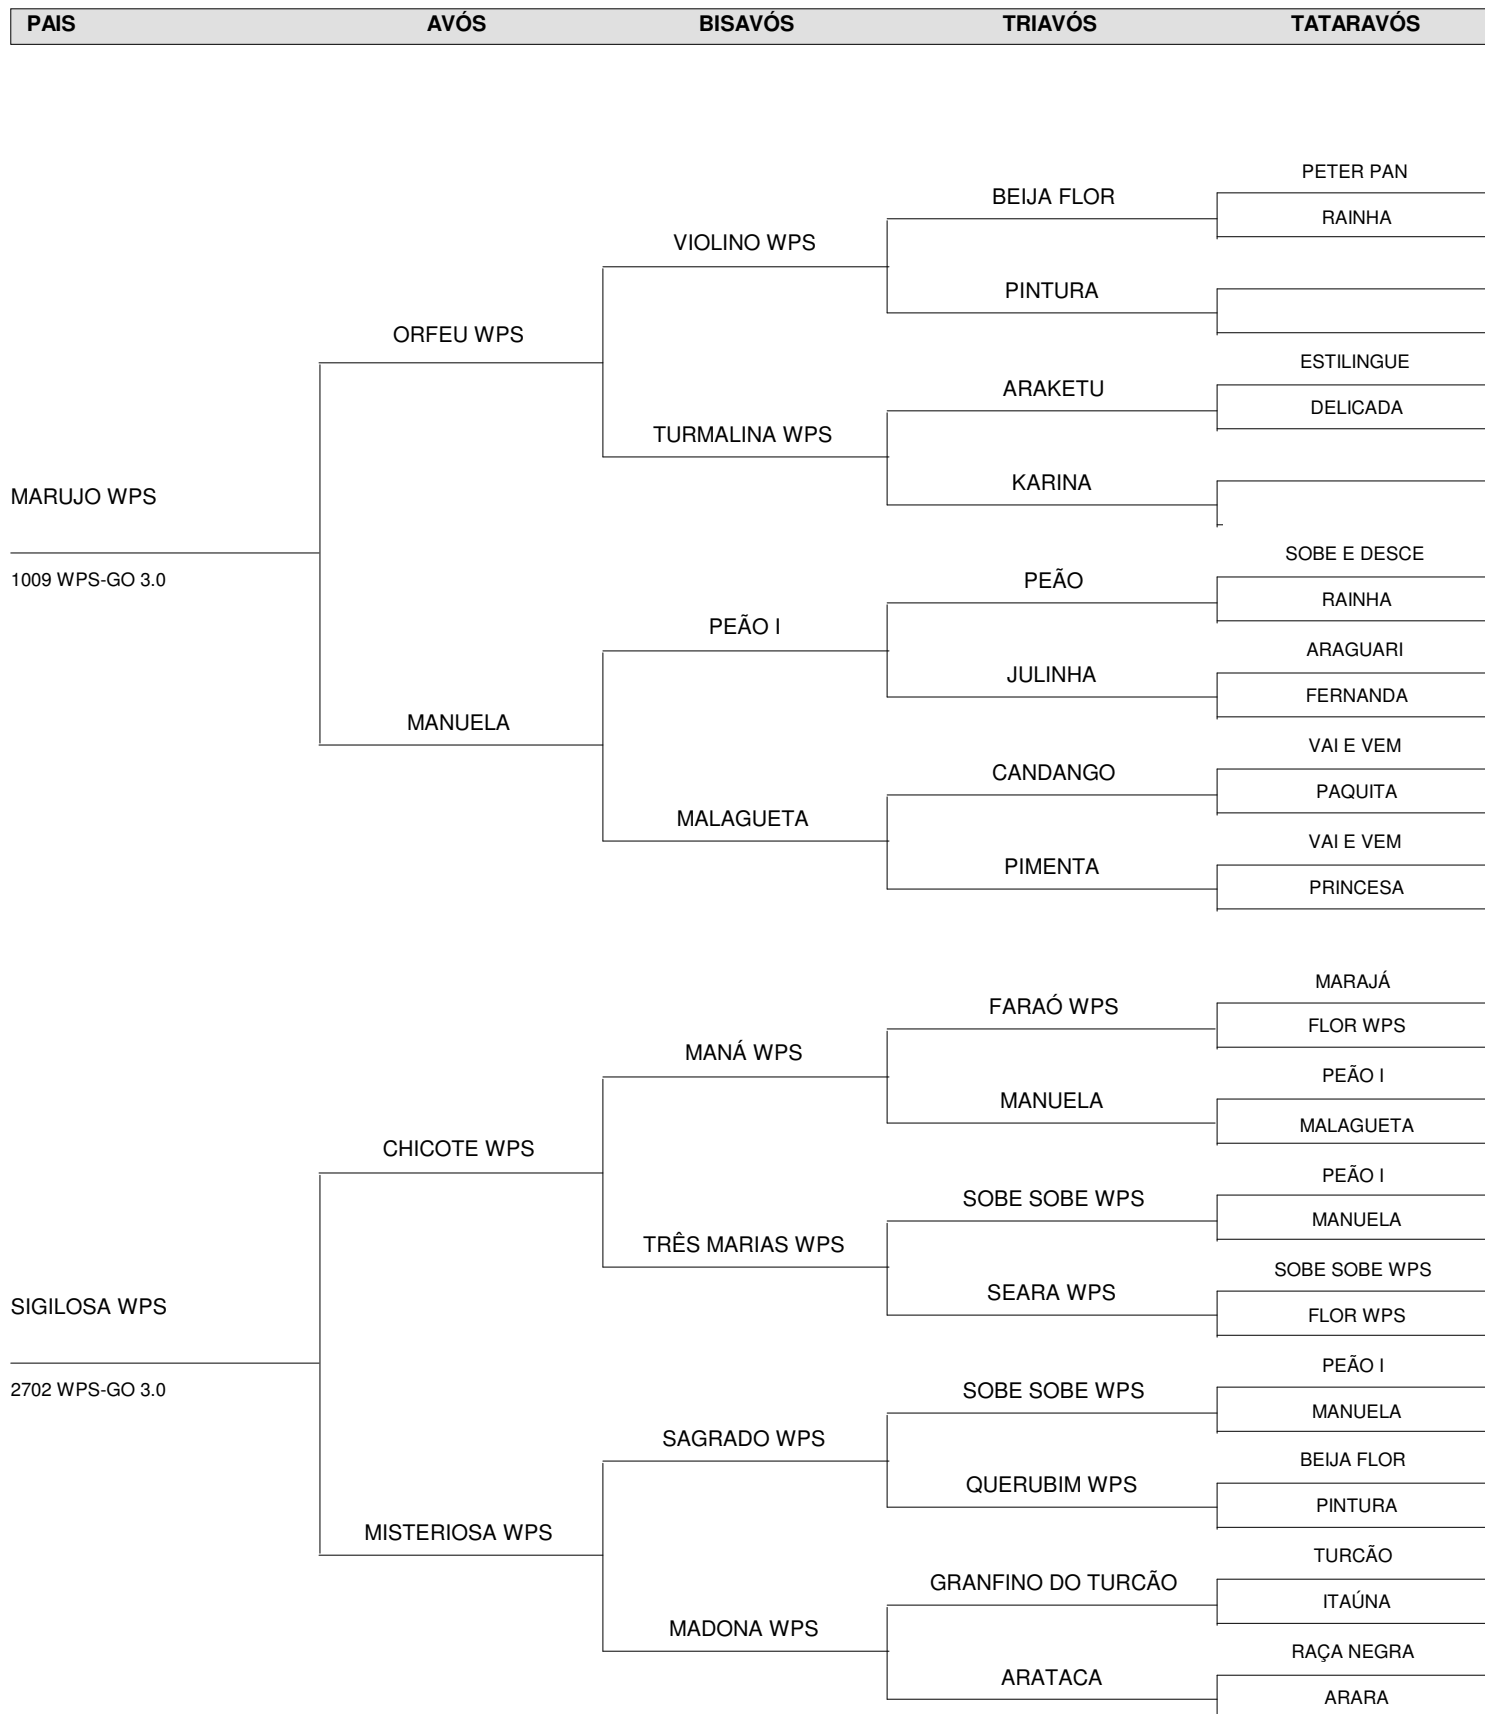 PAIS AVÓS BISAVÓS TRIAVÓS TATARAVÓS
PETER PAN
BEIJA FLOR
RAINHA
VIOLINO WPS
PINTURA
ORFEU WPS
ESTILINGUE
ARAKETU
DELICADA
TURMALINA WPS
KARINA
MARUJO WPS
SOBE E DESCE
1009 WPS-GO 3.0
PEÃO
RAINHA
PEÃO I
ARAGUARI
JULINHA
FERNANDA
MANUELA
VAI E VEM
CANDANGO
PAQUITA
MALAGUETA
VAI E VEM
PIMENTA
PRINCESA
MARAJÁ
FARAÓ WPS
FLOR WPS
MANÁ WPS
PEÃO I
MANUELA
MALAGUETA
CHICOTE WPS
PEÃO I
SOBE SOBE WPS
MANUELA
TRÊS MARIAS WPS
SOBE SOBE WPS
SEARA WPS
SIGILOSA WPS
FLOR WPS
PEÃO I
2702 WPS-GO 3.0
SOBE SOBE WPS
MANUELA
SAGRADO WPS
BEIJA FLOR
QUERUBIM WPS
PINTURA
MISTERIOSA WPS
TURCÃO
GRANFINO DO TURCÃO
ITAÚNA
MADONA WPS
RAÇA NEGRA
ARATACA
ARARA